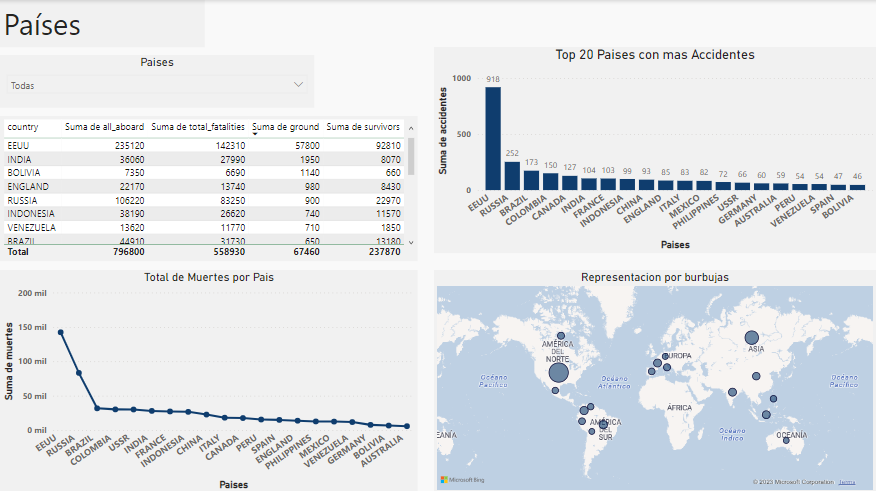 Países
Paises
Todas
country Suma de all_aboard Suma de total_fatalities Suma de ground Suma de survivors
EEUU 235120 142310 57800 92810
INDIA 36060 27990 1950 8070
BOLIVIA 7350 6690 1140 660
ENGLAND 22170 13740 980 8430
RUSSIA 106220 83250 900 22970
INDONESIA 38190 26620 740 11570
VENEZUELA 13620 11770 710 1850
BRAZIL 44910 31730 650 13180
Total 796800 558930 67460 237870
Top 20 Paises con mas Accidentes
Suma de accidentes
1000
500
0
918 252 173 150 127 104 103 99 93 85 83 82 72 66 60 59 54 54 47 46
EEUU RUSSIA BRAZIL COLOMBIA CANADA INDIA FRANCE INDONESIA CHINA ENGLAND ITALY MEXICO PHILIPPINES USSR GERMANY AUSTRALIA PERU VENEZUELA SPAIN BOLIVIA
Paises
Total de Muertes por Pais
Suma de muertes
200 mil
150 mil
100 mil
50 mil
0 mil
EEUU RUSSIA BRAZIL COLOMBIA USSR INDIA FRANCE INDONESIA CHINA ITALY CANADA PERU SPAIN ENGLAND PHILIPPINES MEXICO VENEZUELA GERMANY BOLIVIA AUSTRALIA
Paises
Representacion por burbujas
AMÉRICA
DEL
NORTE
EUROPA
ASIA
Océano
Pacífico
Océano
Atlántico
Océano
Pacífico
ÁFRICA
AMÉRICA
DEL
SUR
Océano
Índico
EANÍA
OCEANÍA
Microsoft Bing
© 2023 Microsoft Corporation Terms